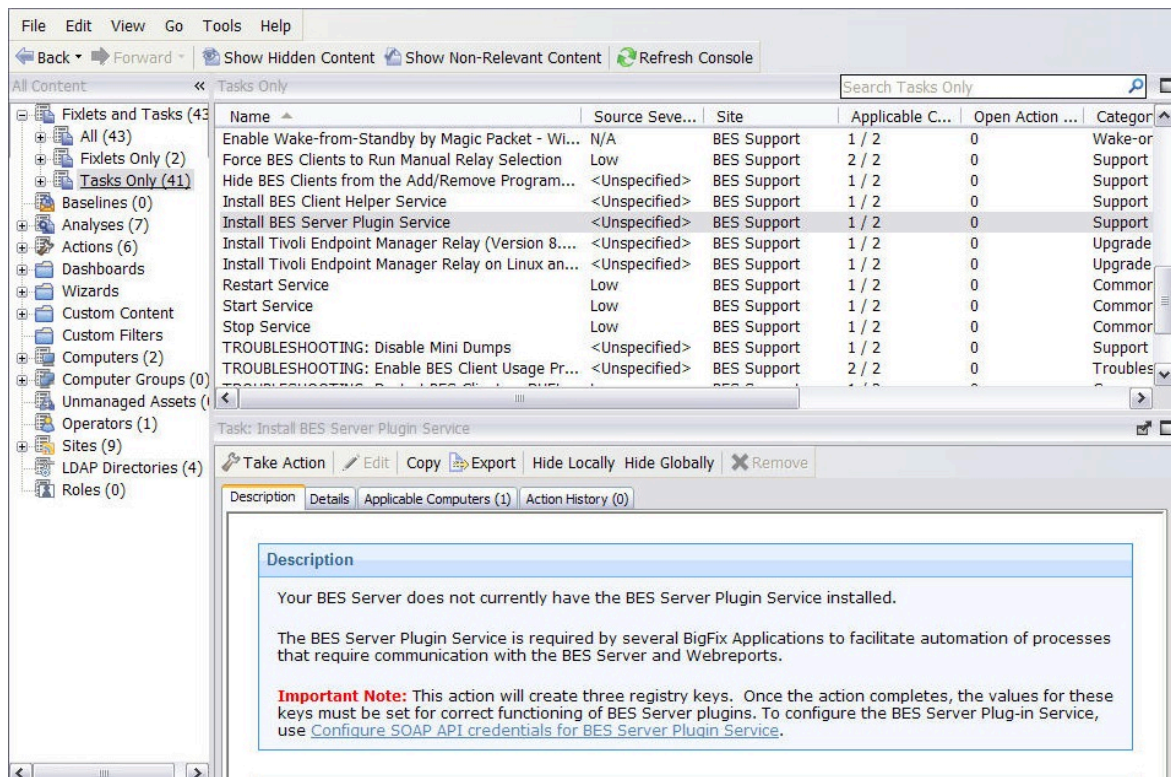 File Edit View Go Tools Help
Back Forward Show Hidden Content Show Non-Relevant Content Refresh Console
All Content « Tasks Only Search Tasks Only
Fixlets and Tasks (43
All (43)
Fixlets Only (2)
Tasks Only (41)
Baselines (0)
Analyses (7)
Actions (6)
Dashboards
Wizards
Custom Content
Custom Filters
Computers (2)
Computer Groups (0)
Unmanaged Assets (
Operators (1)
Sites (9)
LDAP Directories (4)
Roles (0)
Name Source Seve... Site Applicable C... Open Action ... Categor
Enable Wake-from-Standby by Magic Packet - Wi... N/A BES Support 1 / 2 0 Wake-or
Force BES Clients to Run Manual Relay Selection Low BES Support 2 / 2 0 Support
Hide BES Clients from the Add/Remove Program... <Unspecified> BES Support 1 / 2 0 Support
Install BES Client Helper Service <Unspecified> BES Support 1 / 2 0 Support
Install BES Server Plugin Service <Unspecified> BES Support 1 / 2 0 Support
Install Tivoli Endpoint Manager Relay (Version 8.... <Unspecified> BES Support 1 / 2 0 Upgrade
Install Tivoli Endpoint Manager Relay on Linux an... <Unspecified> BES Support 1 / 2 0 Upgrade
Restart Service Low BES Support 1 / 2 0 Commor
Start Service Low BES Support 1 / 2 0 Commor
Stop Service Low BES Support 1 / 2 0 Commor
TROUBLESHOOTING: Disable Mini Dumps <Unspecified> BES Support 1 / 2 0 Support
TROUBLESHOOTING: Enable BES Client Usage Pr... <Unspecified> BES Support 2 / 2 0 Troubles
Task: Install BES Server Plugin Service
Take Action Edit Copy Export Hide Locally Hide Globally Remove
Description Details Applicable Computers (1) Action History (0)
Description
Your BES Server does not currently have the BES Server Plugin Service installed.
The BES Server Plugin Service is required by several BigFix Applications to facilitate automation of processes
that require communication with the BES Server and Webreports.
Important Note: This action will create three registry keys. Once the action completes, the values for these
keys must be set for correct functioning of BES Server plugins. To configure the BES Server Plug-in Service,
use Configure SOAP API credentials for BES Server Plugin Service.